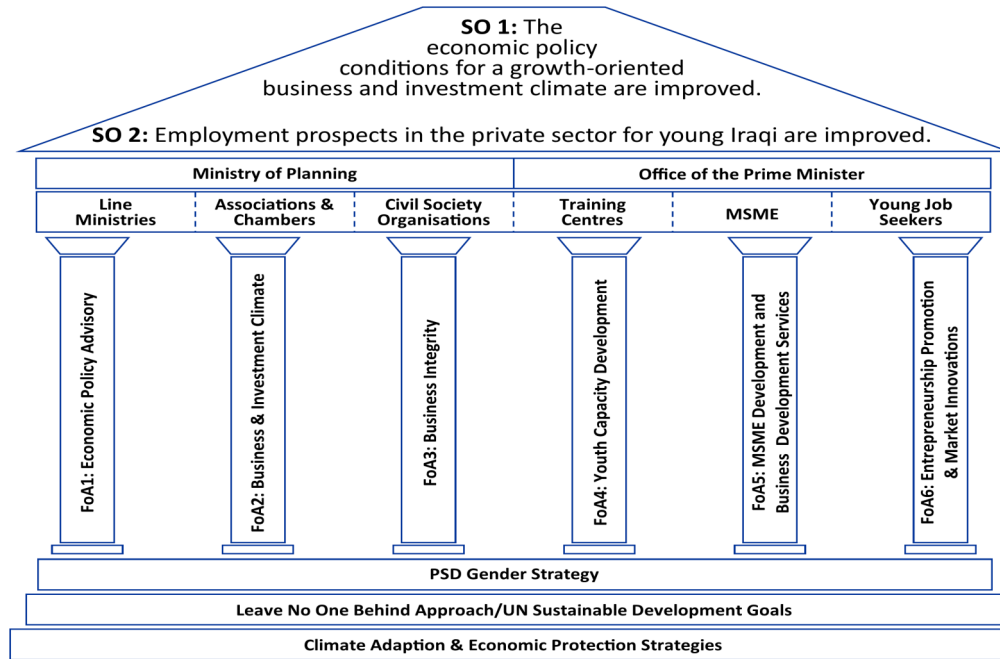 SO 1: The
economic policy
conditions for a growth-oriented
business and investment climate are improved.
SO 2: Employment prospects in the private sector for young Iraqi are improved.
Ministry of Planning
Office of the Prime Minister
Line
Ministries
Associations &
Chambers
Civil Society
Organisations
Training
Centres
MSME
Young Job
Seekers
FoA1: Economic Policy Advisory
FoA2: Business & Investment Climate
FoA3: Business Integrity
FoA4: Youth Capacity Development
FoA5: MSME Development and
Business Development Services
FoA6: Entrepreneurship Promotion
& Market Innovations
PSD Gender Strategy
Leave No One Behind Approach/UN Sustainable Development Goals
Climate Adaption & Economic Protection Strategies